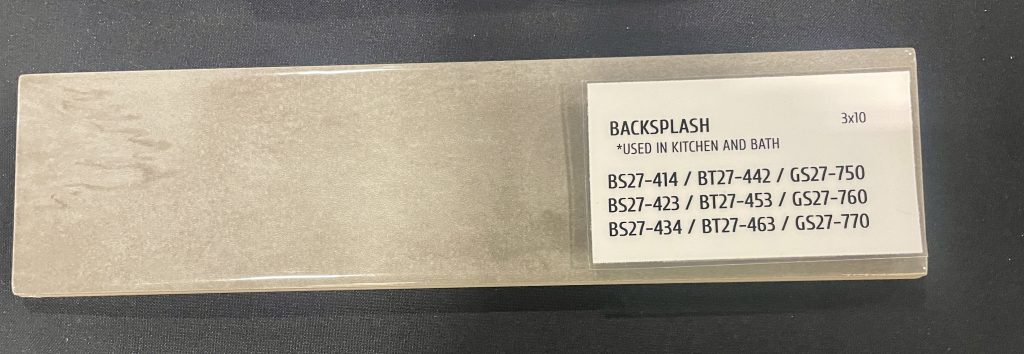 BACKSPLASH 3x10
*USED IN KITCHEN AND BATH
BS27-414 / BT27-442 / GS27-750
BS27-423 / BT27-453 / GS27-760
BS27-434 / BT27-463 / GS27-770